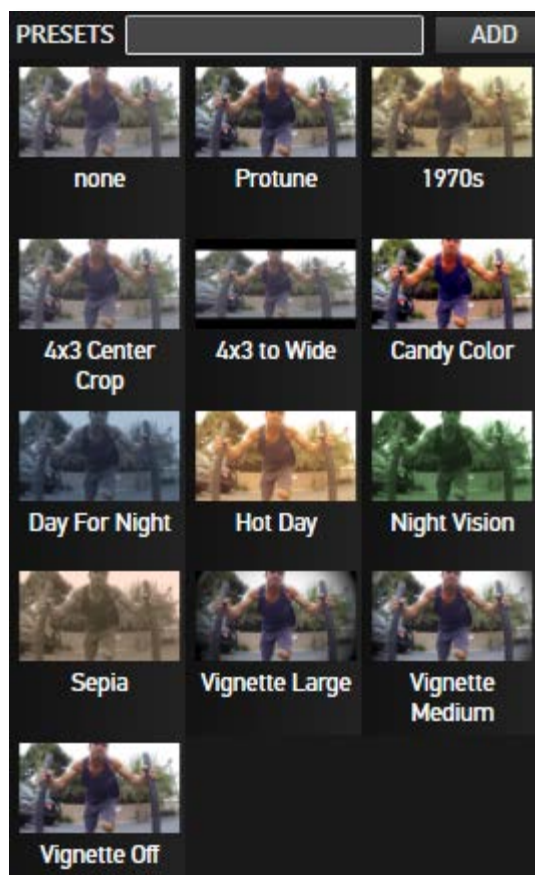 PRESETS ADD
none Protune 1970s
4x3 Center Crop 4x3 to Wide Candy Color
Day For Night Hot Day Night Vision
Sepia Vignette Large Vignette Medium
Vignette Off